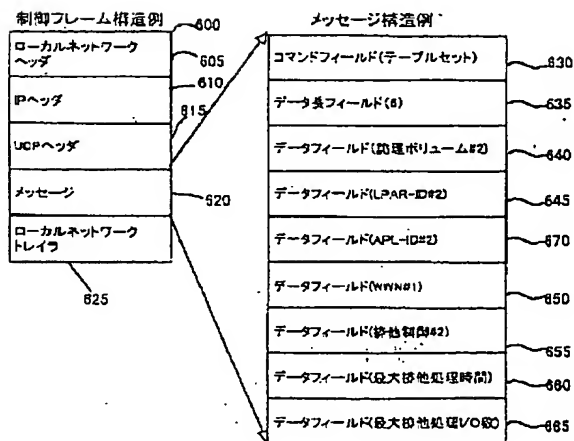 制御フレーム構造例
600
ローカルネットワーク
ヘッダ
605
IPヘッダ
610
UDPヘッダ
615
メッセージ
620
ローカルネットワーク
トレイラ
625
メッセージ構造例
コマンドフィールド(テーブルセット)
630
データ長フィールド(6)
635
データフィールド(処理ボリューム#2)
640
データフィールド(LPAR-ID#2)
645
データフィールド(APL-ID#2)
670
データフィールド(WWN#1)
650
データフィールド(排他制御#2)
655
データフィールド(最大排他処理時間)
660
データフィールド(最大排他処理I/O数)
665